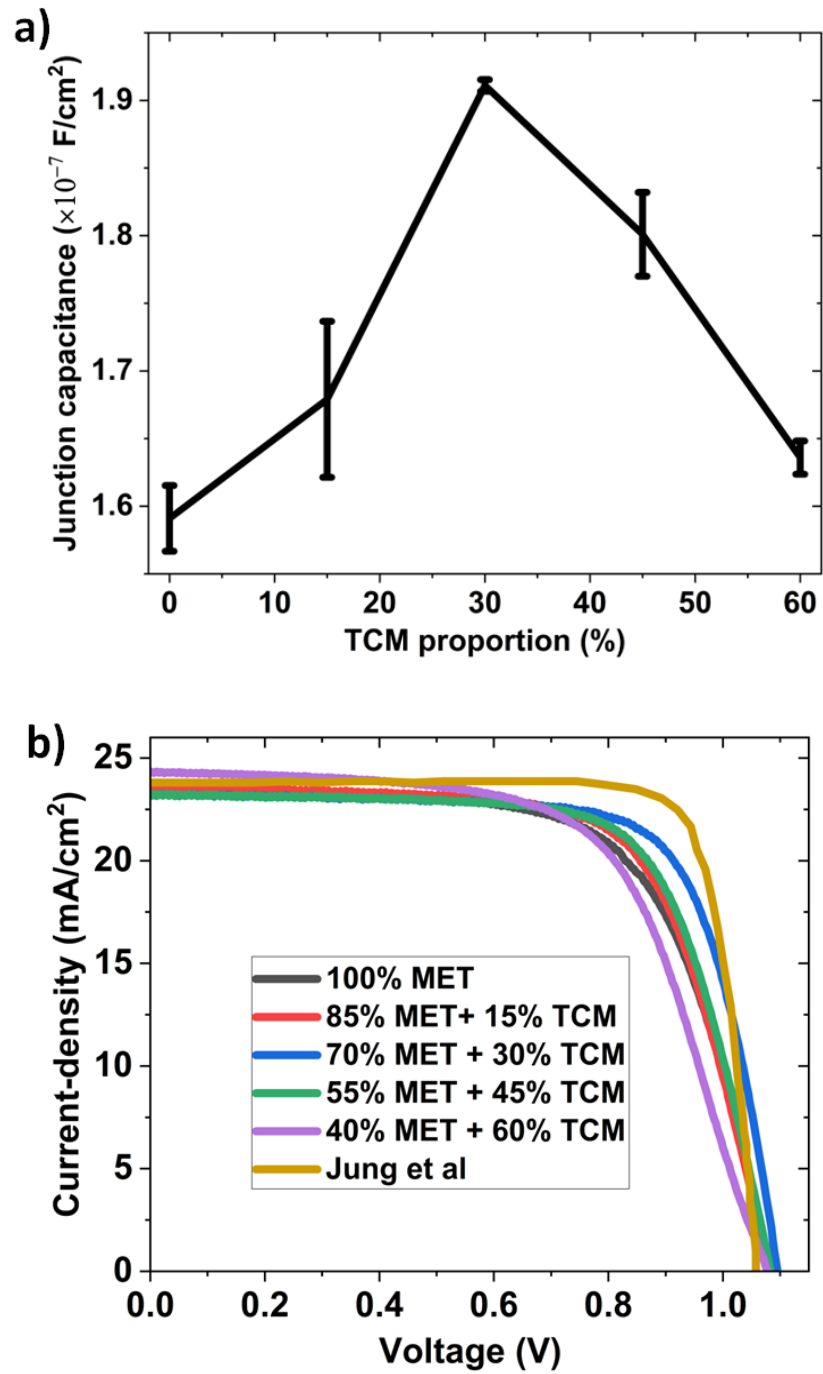 a)
Junction capacitance (×10⁻⁷ F/cm²)
1.9
1.8
1.7
1.6
0 10 20 30 40 50 60
TCM proportion (%)
b)
Current-density (mA/cm²)
25
20
15
10
5
0
100% MET
85% MET+ 15% TCM
70% MET + 30% TCM
55% MET + 45% TCM
40% MET + 60% TCM
Jung et al
0.0 0.2 0.4 0.6 0.8 1.0
Voltage (V)